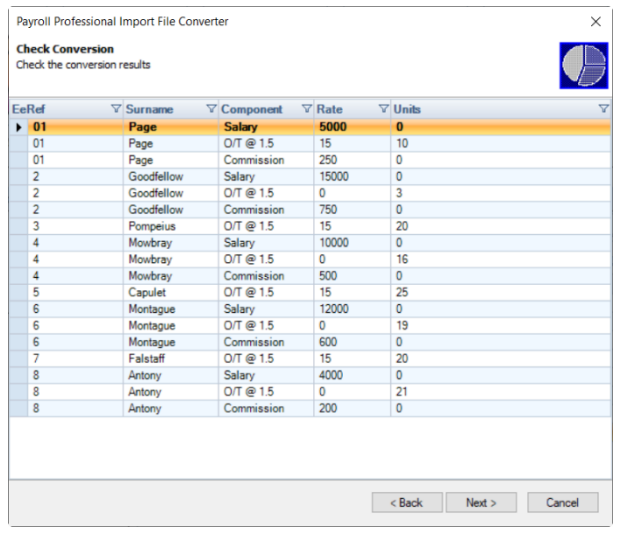 Payroll Professional Import File Converter
Check Conversion
Check the conversion results
EeRef Surname Component Rate Units
01 Page Salary 5000 0
01 Page O/T @ 1.5 15 10
01 Page Commission 250 0
2 Goodfellow Salary 15000 0
2 Goodfellow O/T @ 1.5 0 3
2 Goodfellow Commission 750 0
3 Pompeius O/T @ 1.5 15 20
4 Mowbray Salary 10000 0
4 Mowbray O/T @ 1.5 0 16
4 Mowbray Commission 500 0
5 Capulet O/T @ 1.5 15 25
6 Montague Salary 12000 0
6 Montague O/T @ 1.5 0 19
6 Montague Commission 600 0
7 Falstaff O/T @ 1.5 15 20
8 Antony Salary 4000 0
8 Antony O/T @ 1.5 0 21
8 Antony Commission 200 0
< Back Next > Cancel